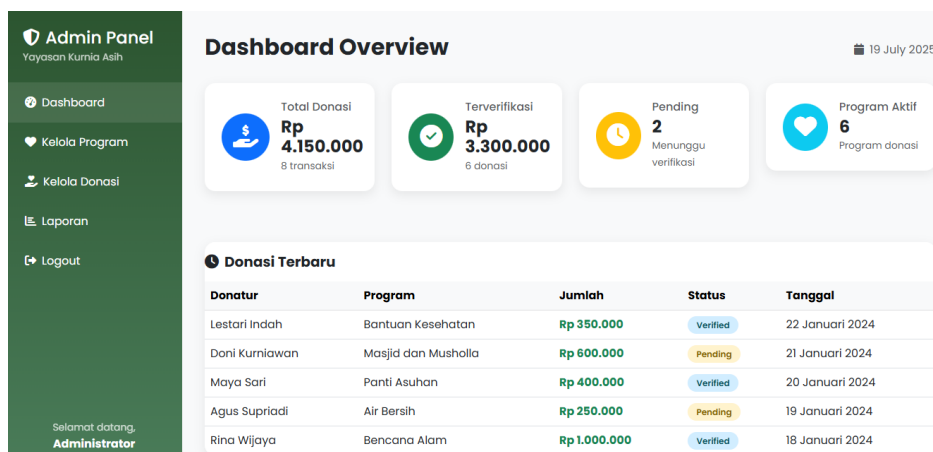 Admin Panel
Yayasan Kurnia Asih
Dashboard
Kelola Program
Kelola Donasi
Laporan
Logout
Selamat datang,
Administrator
Dashboard Overview
19 July 2025
Total Donasi
Rp
4.150.000
8 transaksi
Terverifikasi
Rp
3.300.000
6 donasi
Pending
2
Menunggu
verifikasi
Program Aktif
6
Program donasi
Donasi Terbaru
Donatur Program Jumlah Status Tanggal
Lestari Indah Bantuan Kesehatan Rp 350.000 Verified 22 Januari 2024
Doni Kurniawan Masjid dan Musholla Rp 600.000 Pending 21 Januari 2024
Maya Sari Panti Asuhan Rp 400.000 Verified 20 Januari 2024
Agus Supriadi Air Bersih Rp 250.000 Pending 19 Januari 2024
Rina Wijaya Bencana Alam Rp 1.000.000 Verified 18 Januari 2024